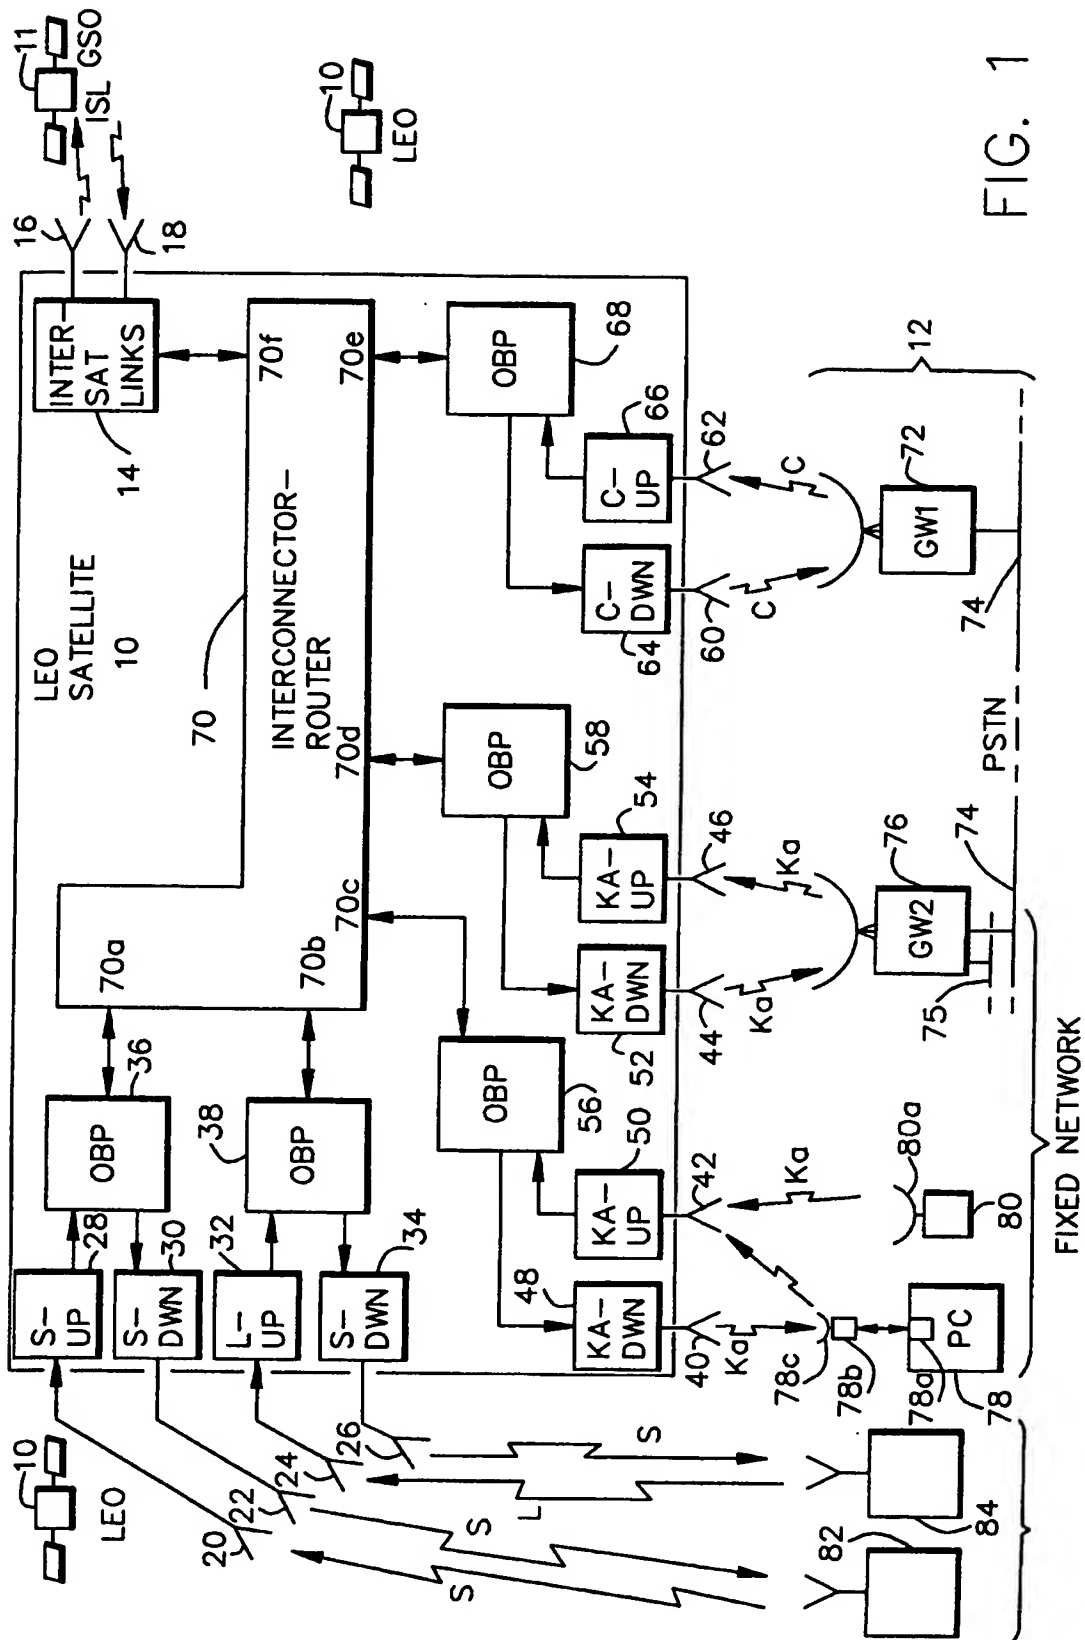 11
GSO
ISL
10
LEO
16
18
INTER-
SAT
LINKS
14
LEO
SATELLITE
10
70
INTERCONNECTOR-
ROUTER
70a
70b
70c
70d
70e
70f
OBP
36
OBP
38
S-
UP
28
S-
DWN
30
L-
UP
32
S-
DWN
34
OBP
56
OBP
58
OBP
68
KA-
DWN
48
KA-
UP
50
KA-
DWN
52
KA-
UP
54
C-
DWN
64
C-
UP
66
10
LEO
20
22
24
26
40
42
44
46
60
62
S
S
L
S
Ka
Ka
Ka
Ka
C
C
78c
78b
78a
PC
78
80a
80
GW2
76
GW1
72
75
74
74
PSTN
12
82
84
FIXED NETWORK
FIG. 1